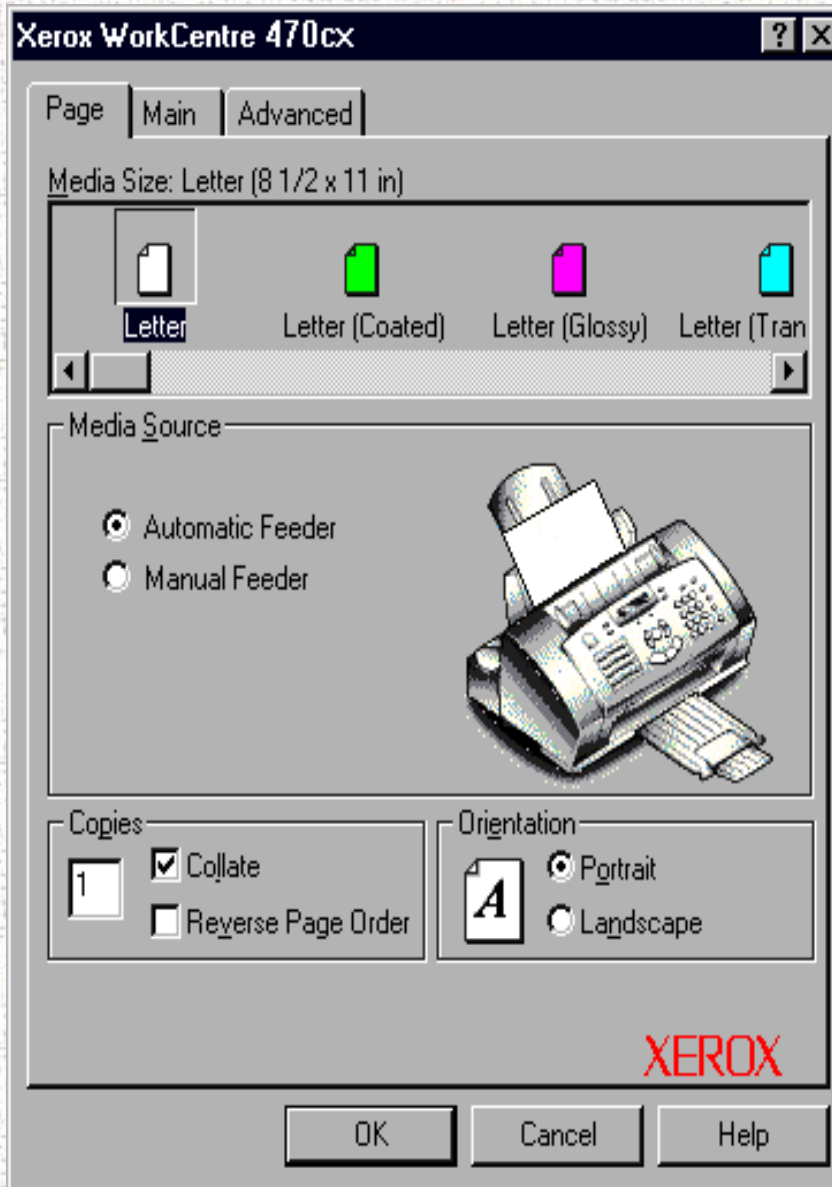 Xerox WorkCentre 470cx ? X
Page Main Advanced
Media Size: Letter (8 1/2 x 11 in)
Letter Letter (Coated) Letter (Glossy) Letter (Tran
Media Source
Automatic Feeder
Manual Feeder
Copies
1
Collate
Reverse Page Order
Orientation
A
Portrait
Landscape
XEROX
OK Cancel Help